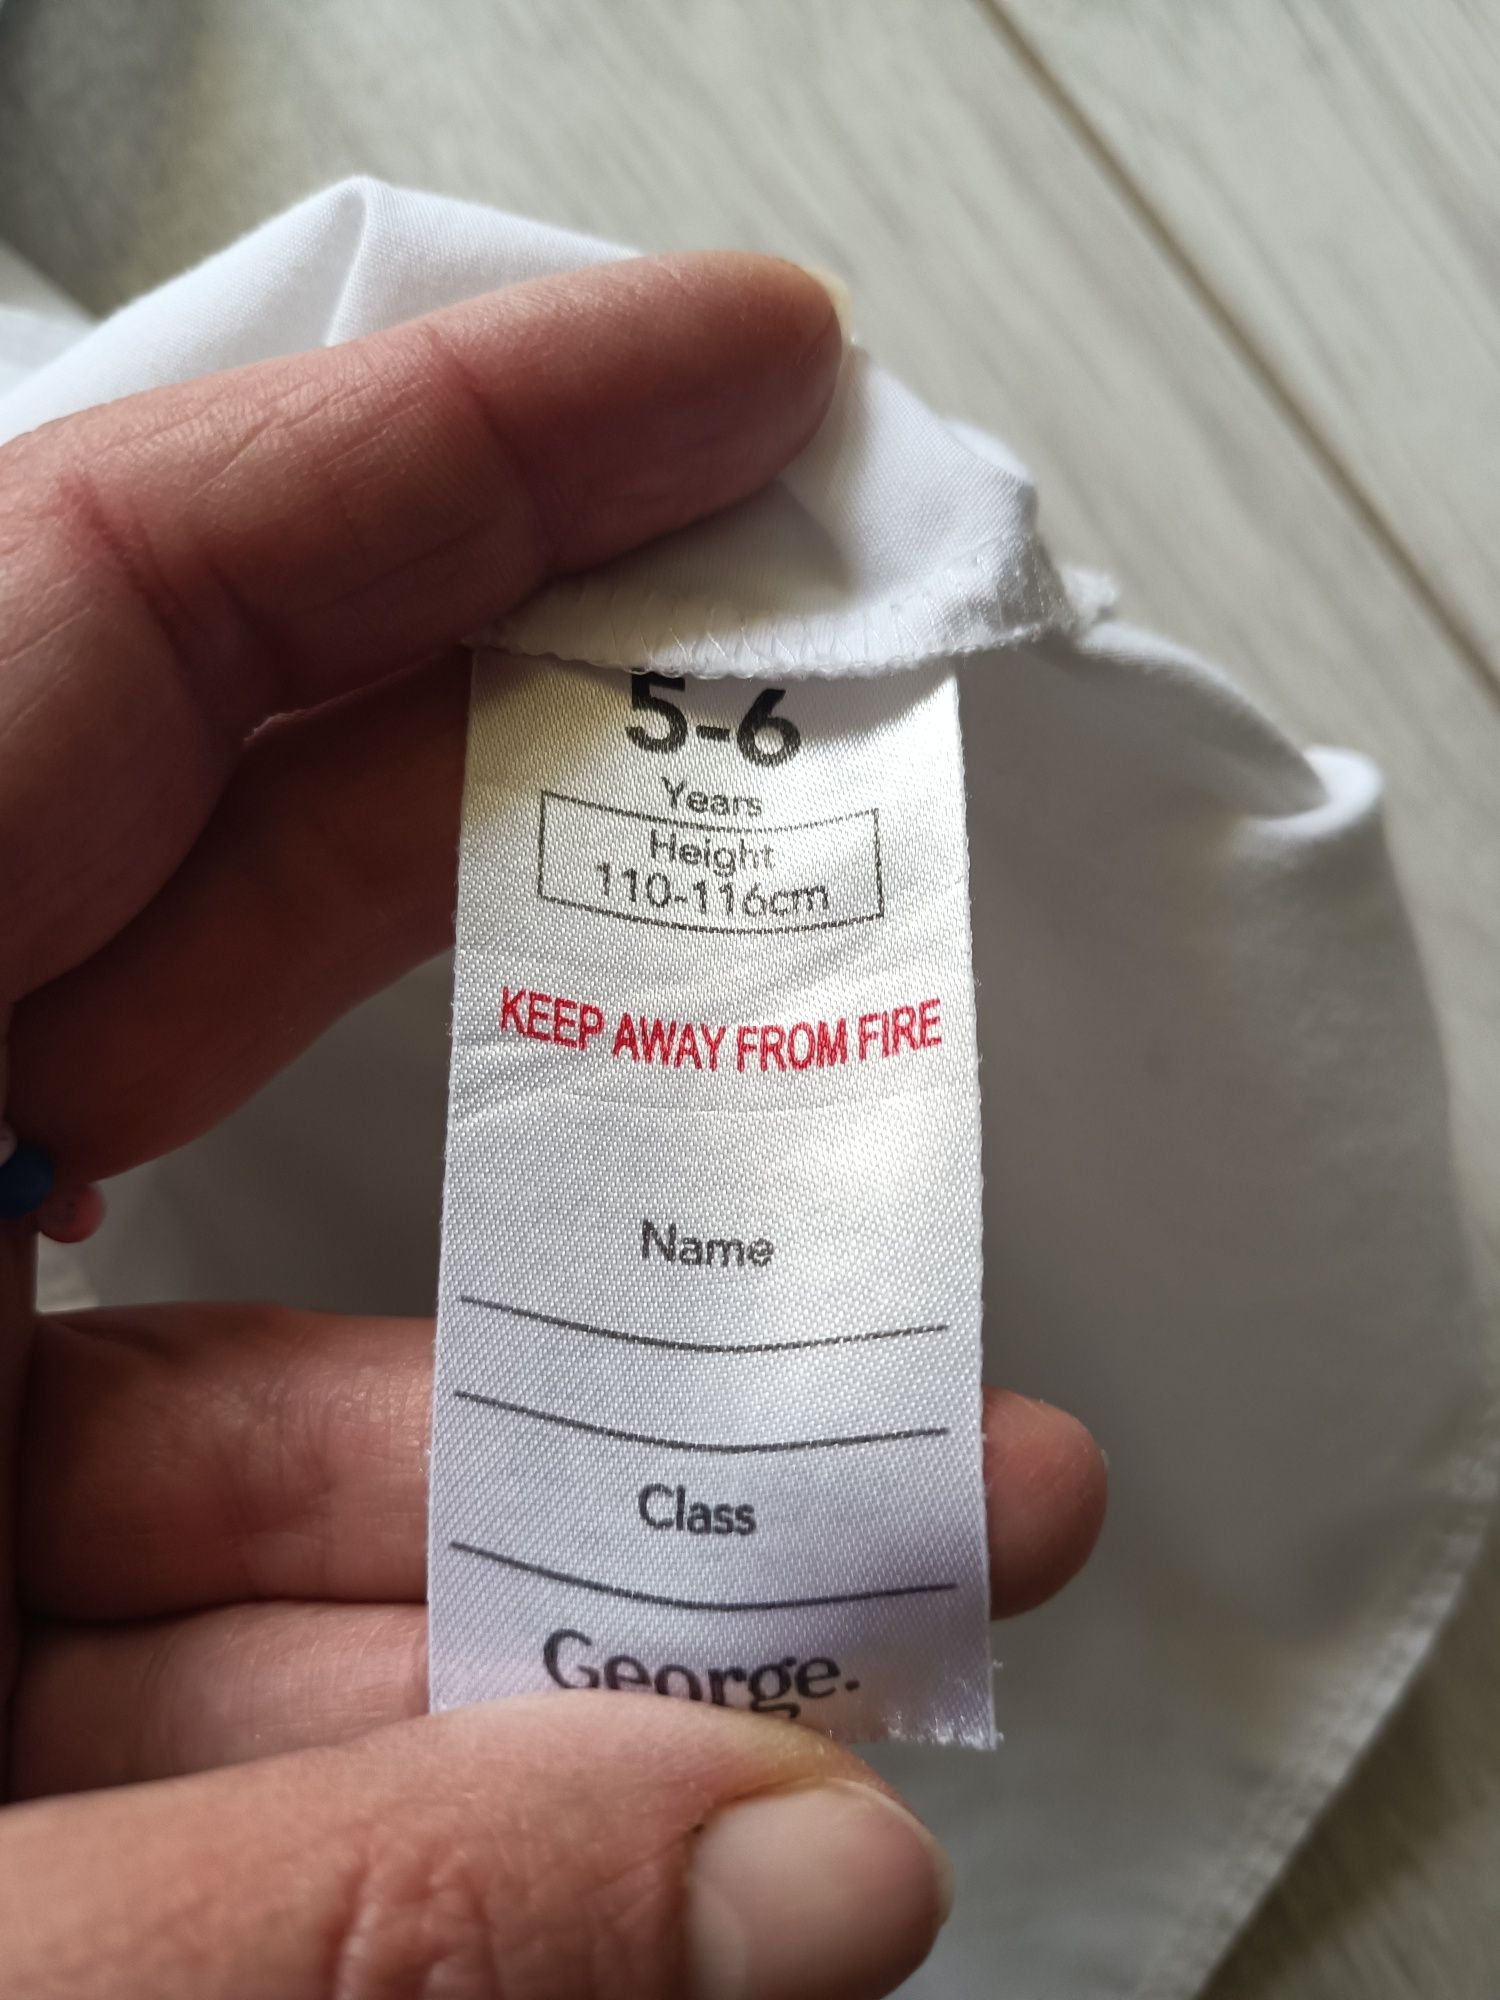 5-6
Years
Height
110-116cm
KEEP AWAY FROM FIRE
Name
Class
George.